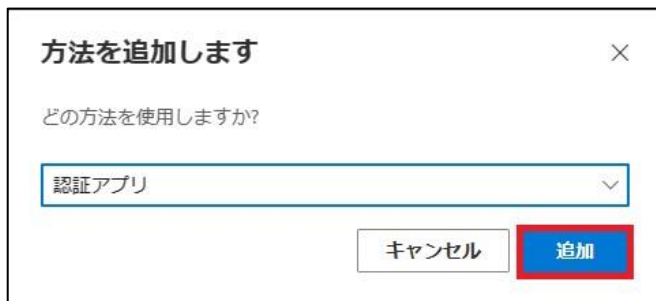 方法を追加します
どの方法を使用しますか?
認証アプリ
キャンセル
追加